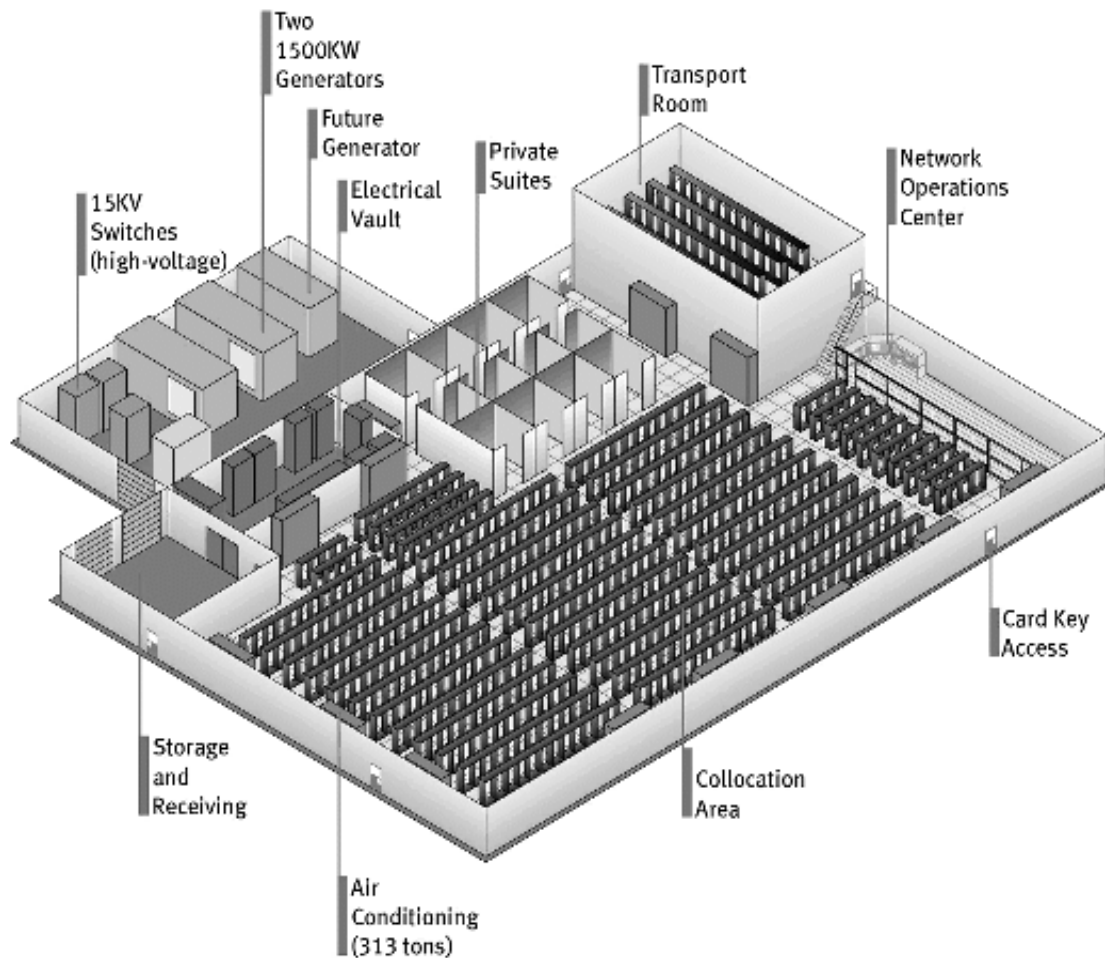 Two
1500KW
Generators
Future
Generator
Electrical
Vault
Private
Suites
Transport
Room
Network
Operations
Center
15KV
Switches
(high-voltage)
Card Key
Access
Storage
and
Receiving
Collocation
Area
Air
Conditioning
(313 tons)